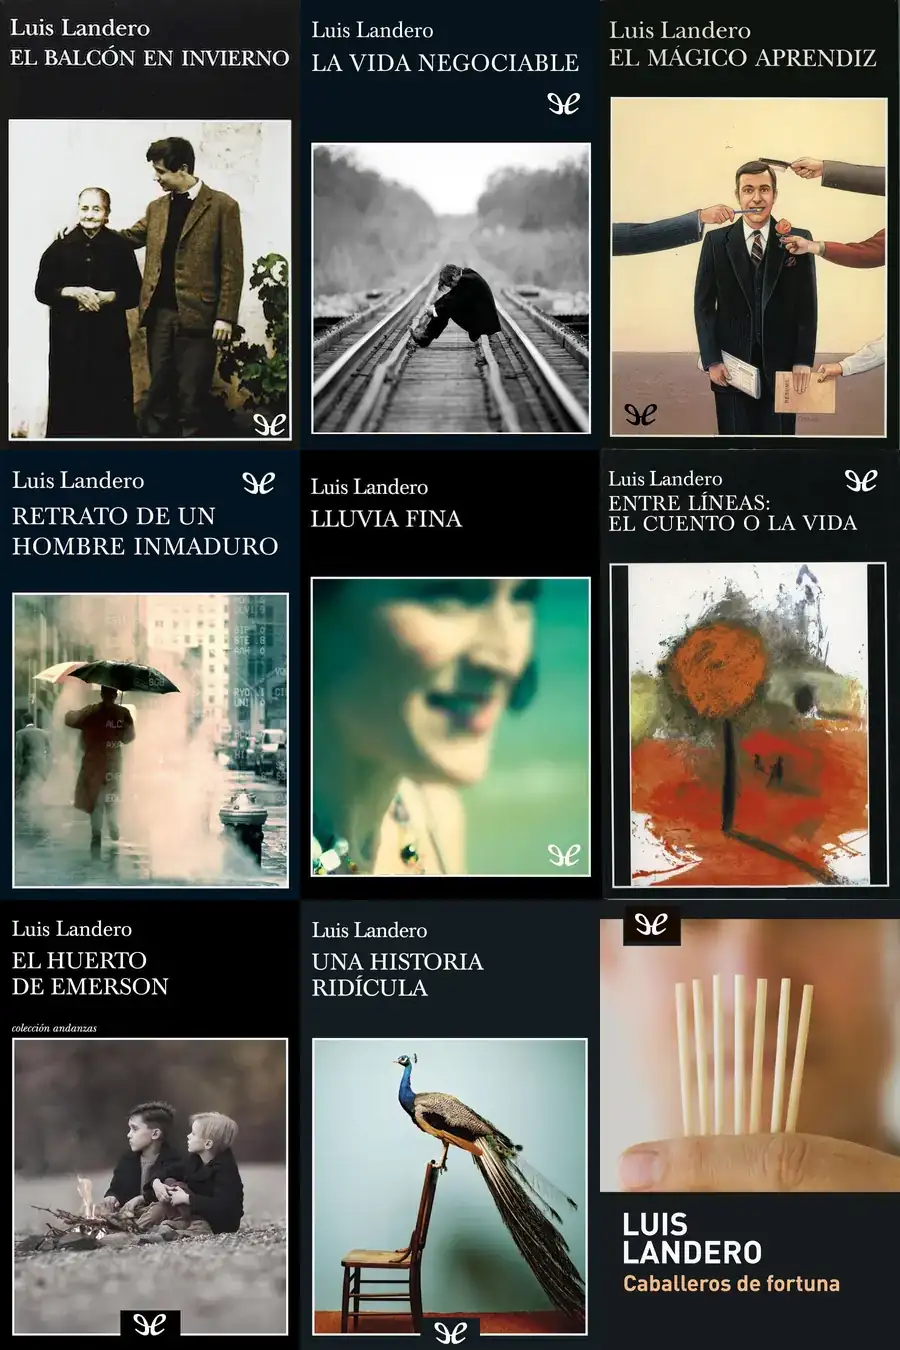 Luis Landero
EL BALCÓN EN INVIERNO
Luis Landero
LA VIDA NEGOCIABLE
Luis Landero
EL MÁGICO APRENDIZ
Luis Landero
RETRATO DE UN
HOMBRE INMADURO
Luis Landero
LLUVIA FINA
Luis Landero
ENTRE LÍNEAS:
EL CUENTO O LA VIDA
Luis Landero
EL HUERTO
DE EMERSON
colección andanzas
Luis Landero
UNA HISTORIA
RIDÍCULA
LUIS
LANDERO
Caballeros de fortuna